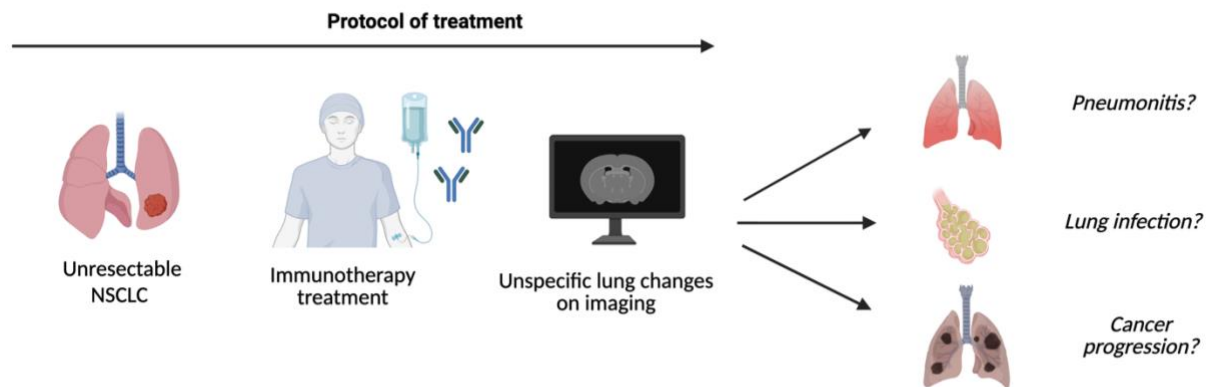 Protocol of treatment
Unresectable
NSCLC
Immunotherapy
treatment
Unspecific lung changes
on imaging
Pneumonitis?
Lung infection?
Cancer
progression?